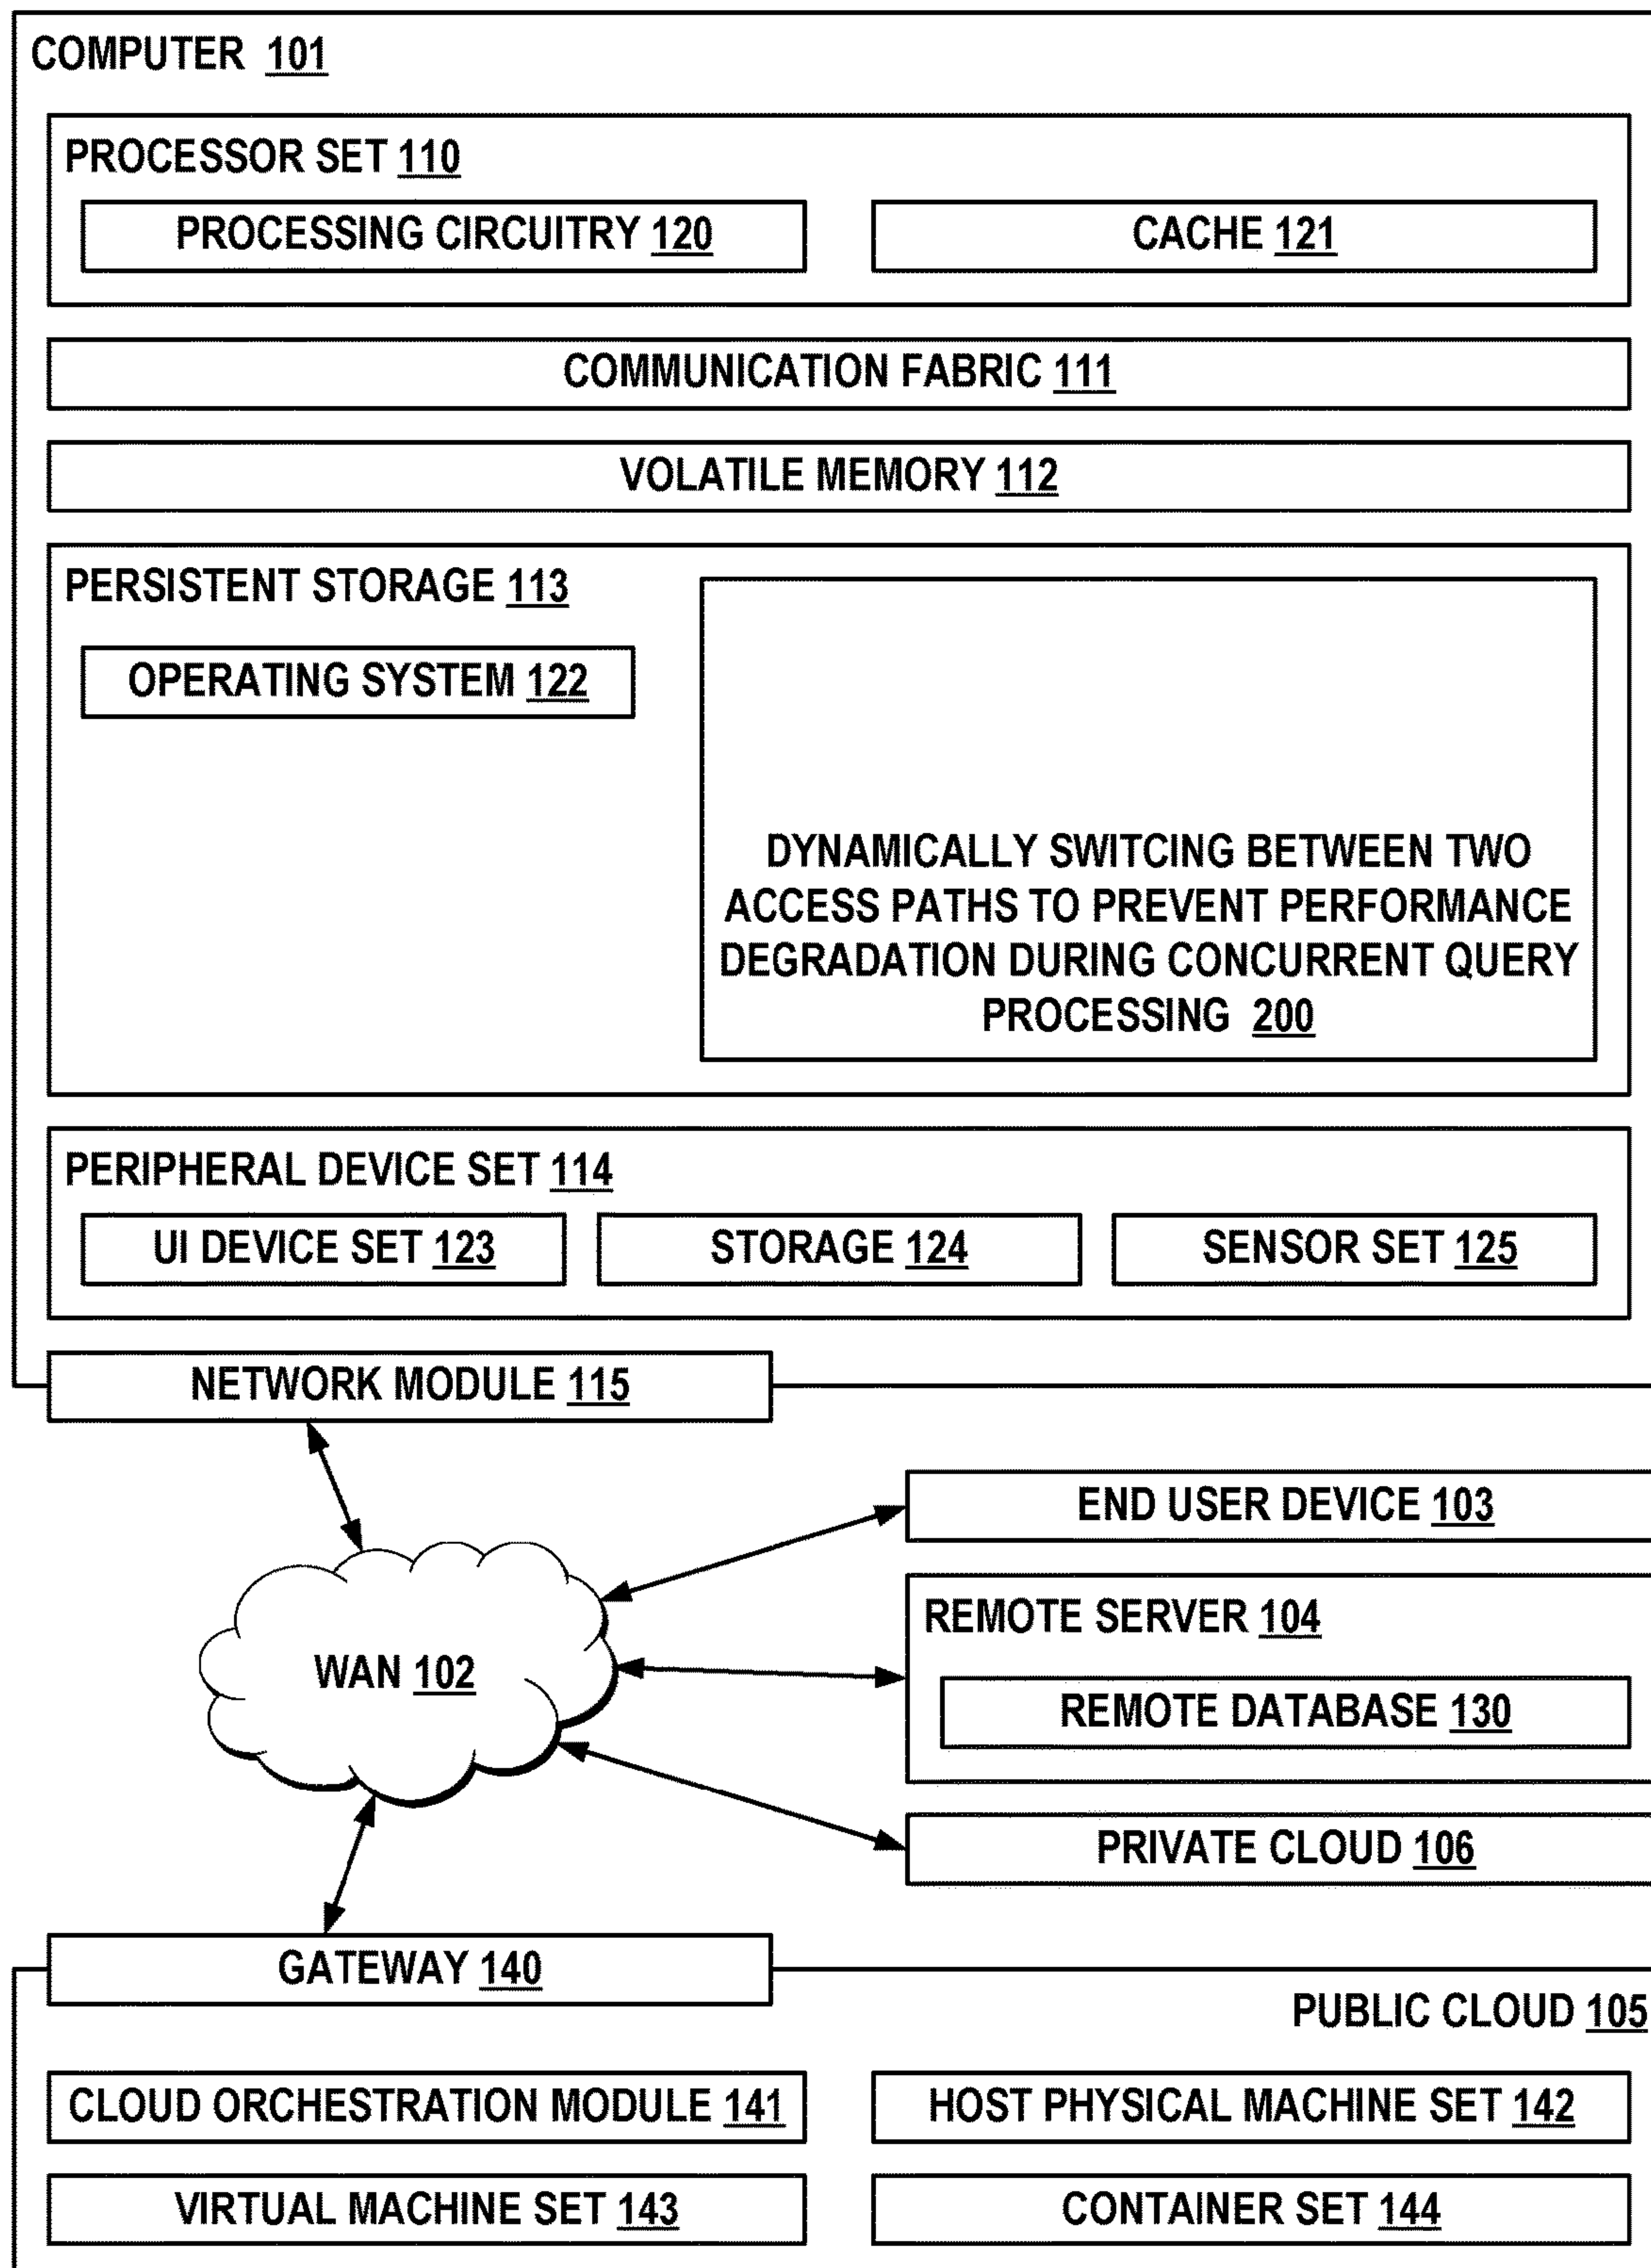 COMPUTER 101
PROCESSOR SET 110
PROCESSING CIRCUITRY 120
CACHE 121
COMMUNICATION FABRIC 111
VOLATILE MEMORY 112
PERSISTENT STORAGE 113
OPERATING SYSTEM 122
DYNAMICALLY SWITCING BETWEEN TWO
ACCESS PATHS TO PREVENT PERFORMANCE
DEGRADATION DURING CONCURRENT QUERY
PROCESSING 200
PERIPHERAL DEVICE SET 114
UI DEVICE SET 123
STORAGE 124
SENSOR SET 125
NETWORK MODULE 115
END USER DEVICE 103
REMOTE SERVER 104
WAN 102
REMOTE DATABASE 130
PRIVATE CLOUD 106
GATEWAY 140
PUBLIC CLOUD 105
CLOUD ORCHESTRATION MODULE 141
HOST PHYSICAL MACHINE SET 142
VIRTUAL MACHINE SET 143
CONTAINER SET 144